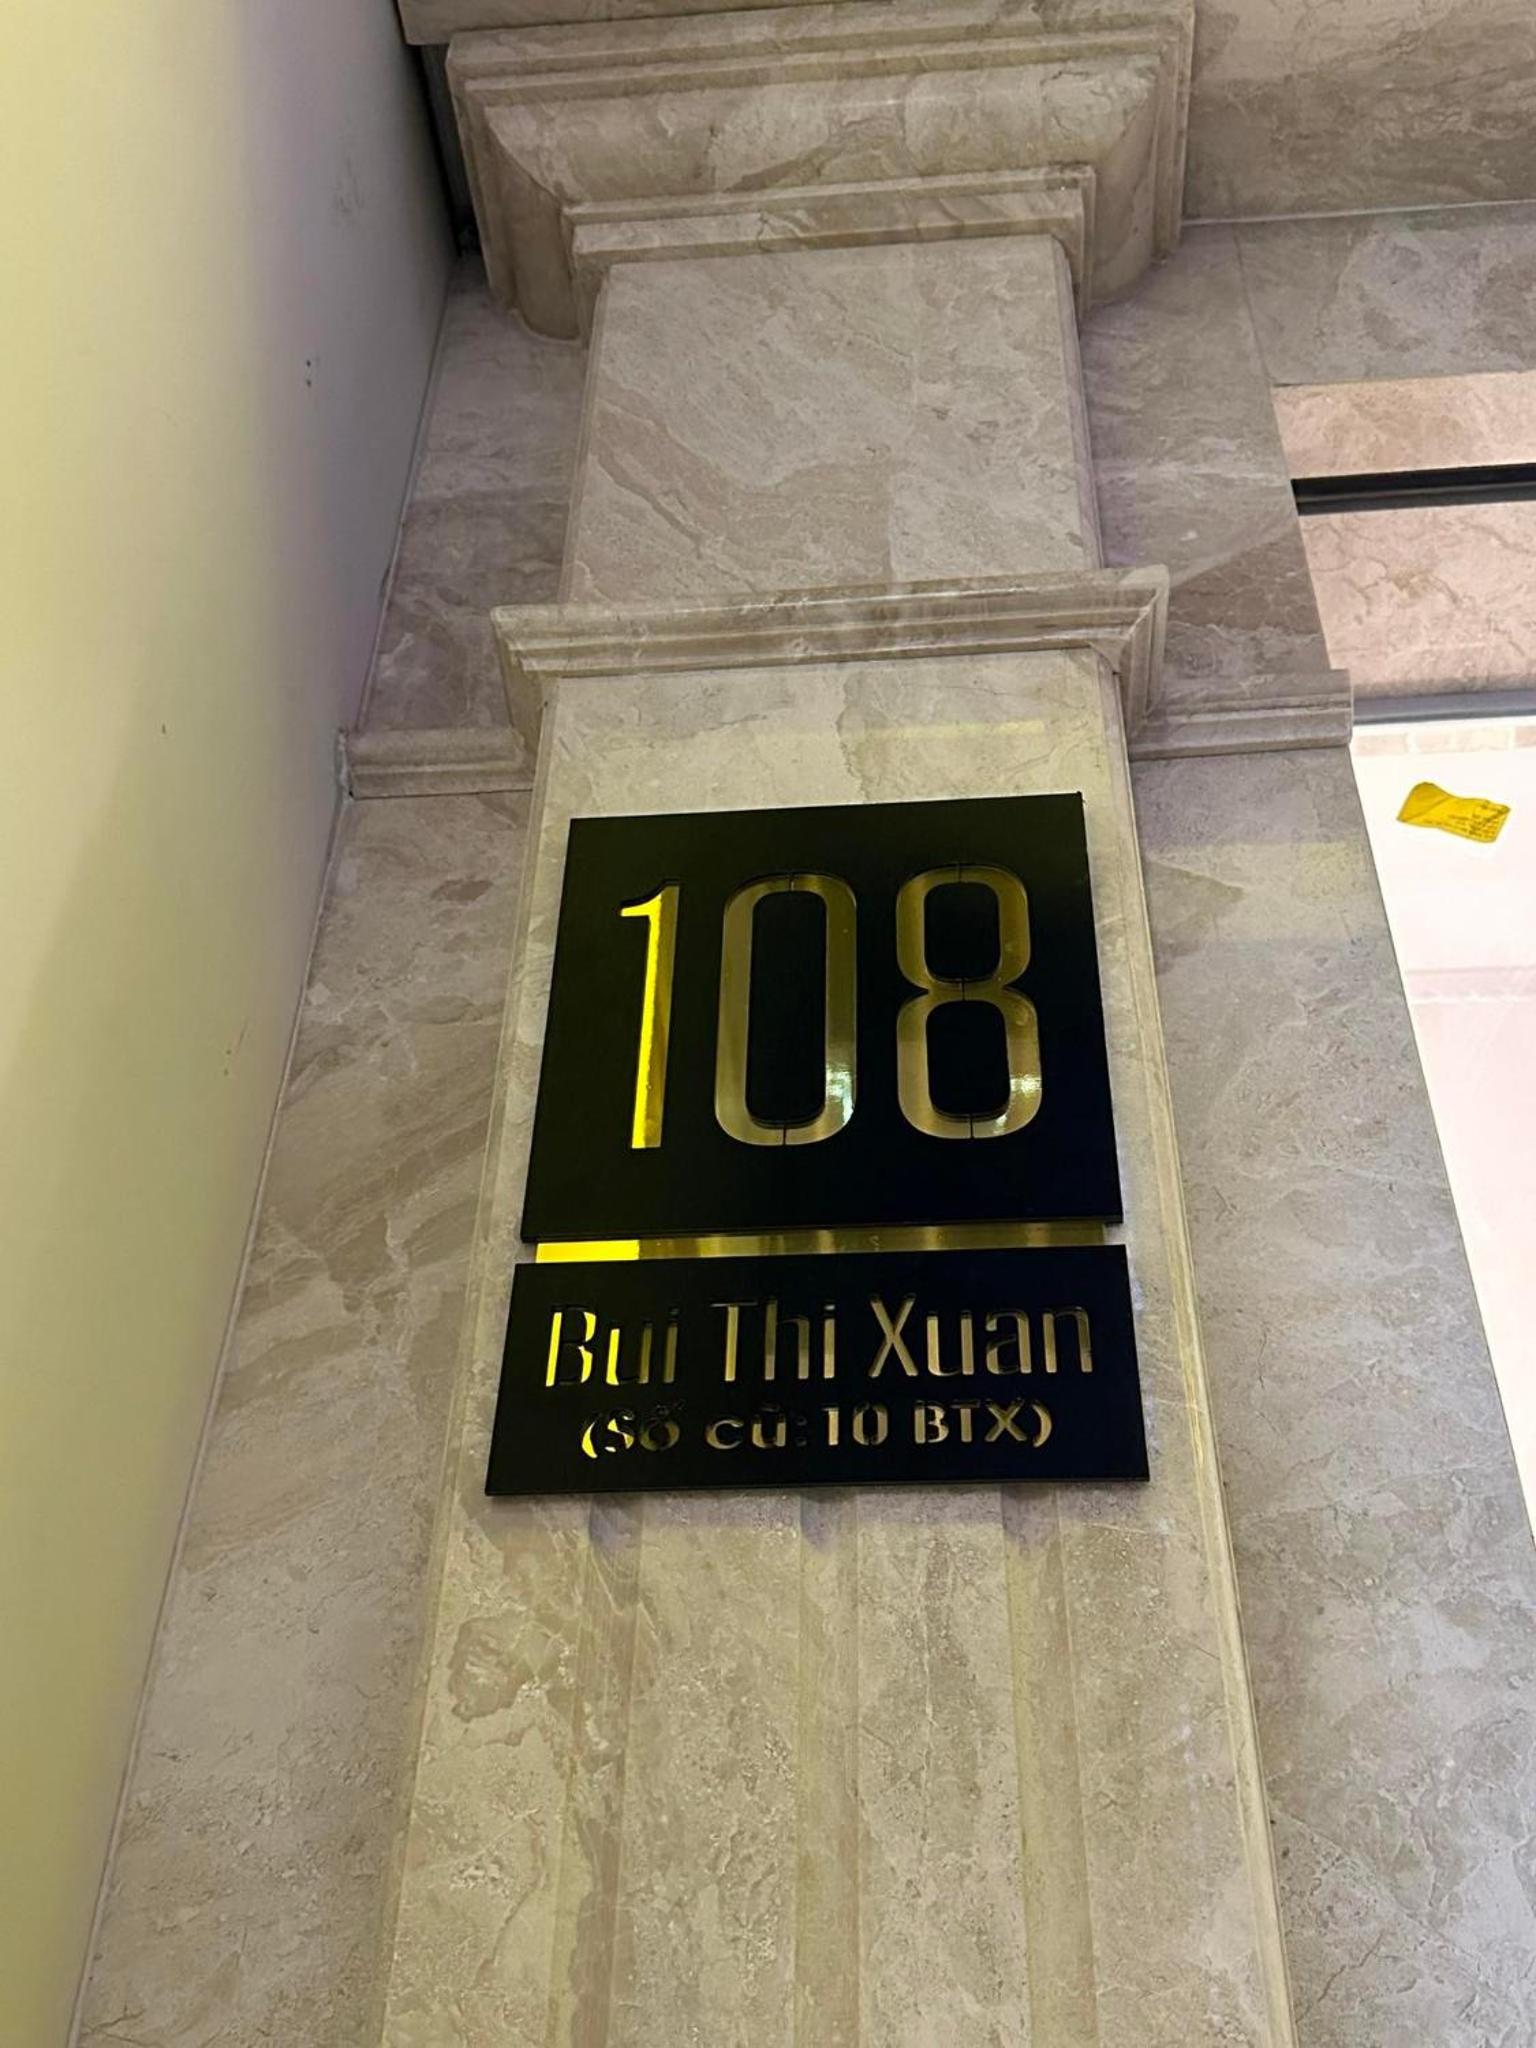 108
Bui Thi Xuan
(Số cũ: 10 BTX)